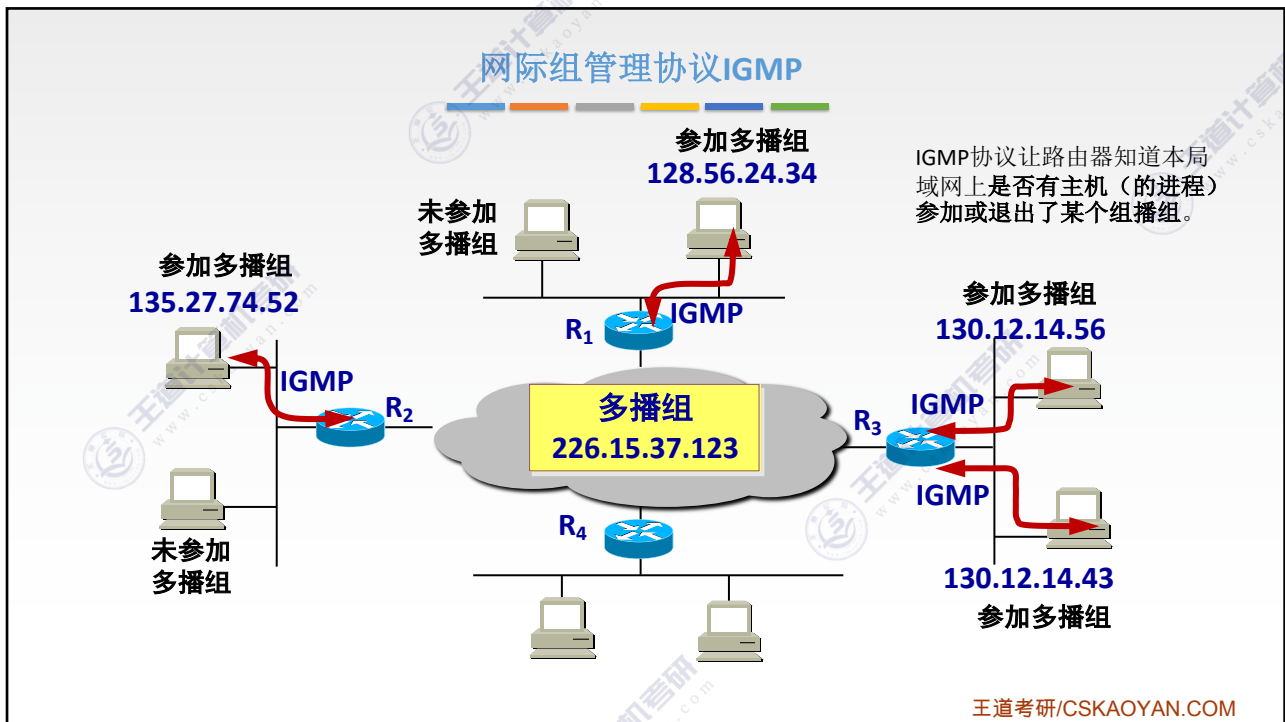 网际组管理协议IGMP
参加多播组
128.56.24.34
IGMP协议让路由器知道本局
域网上是否有主机（的进程）
参加或退出了某个组播组。
未参加
多播组
参加多播组
135.27.74.52
参加多播组
130.12.14.56
R1
IGMP
IGMP
R2
多播组
226.15.37.123
R3
IGMP
IGMP
R4
未参加
多播组
130.12.14.43
参加多播组
王道考研/CSKAOYAN.COM